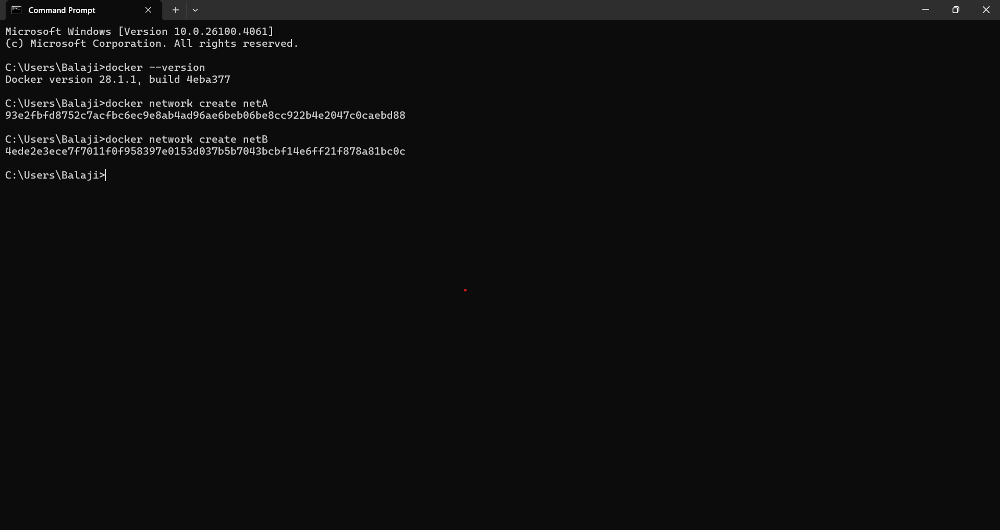 Command Prompt
Microsoft Windows [Version 10.0.26100.4061]
(c) Microsoft Corporation. All rights reserved.
C:\Users\Balaji>docker --version
Docker version 28.1.1, build 4eba377
C:\Users\Balaji>docker network create netA
93e2fbfd8752c7acfbc6ec9e8ab4ad96ae6beb06be8cc922b4e2047c0caebd88
C:\Users\Balaji>docker network create netB
4ede2e3ece7f7011f0f958397e0153d037b5b7043bcbf14e6ff21f878a81bc0c
C:\Users\Balaji>